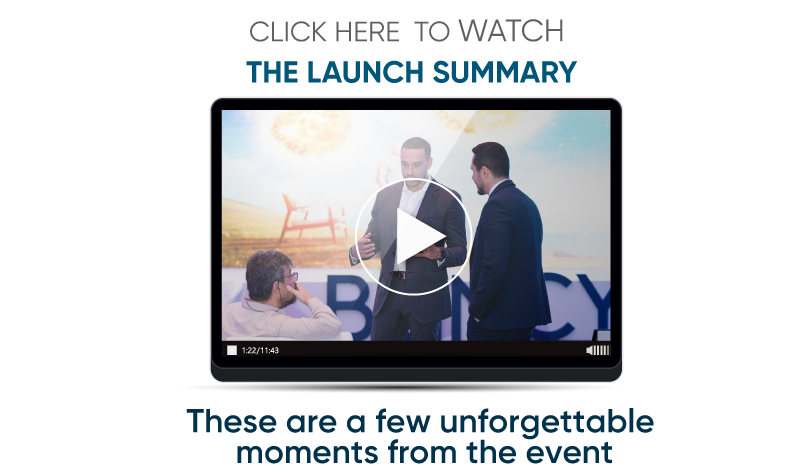 CLICK HERE TO WATCH
THE LAUNCH SUMMARY
1:22/11:43
These are a few unforgettable
moments from the event